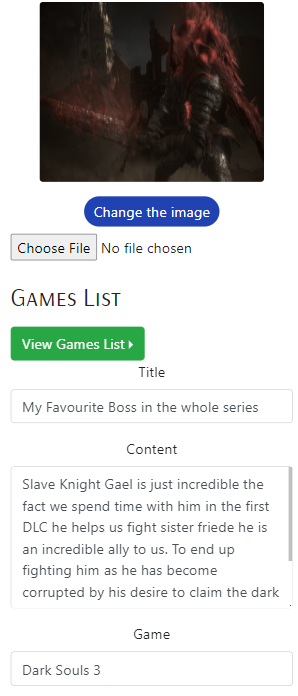 Change the image
Choose File No file chosen
Games List
View Games List
Title
My Favourite Boss in the whole series
Content
Slave Knight Gael is just incredible the
fact we spend time with him in the first
DLC he helps us fight sister friede he is
an incredible ally to us. To end up
fighting him as he has become
corrupted by his desire to claim the dark
Game
Dark Souls 3